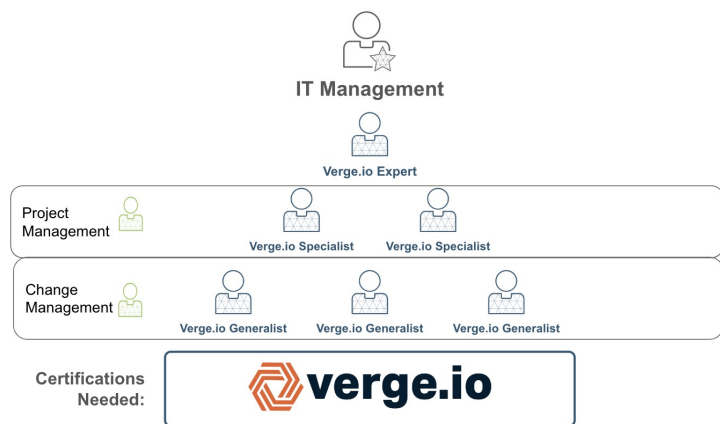 IT Management
Verge.io Expert
Project
Management
Verge.io Specialist Verge.io Specialist
Change
Management
Verge.io Generalist Verge.io Generalist Verge.io Generalist
Certifications
Needed:
verge.io